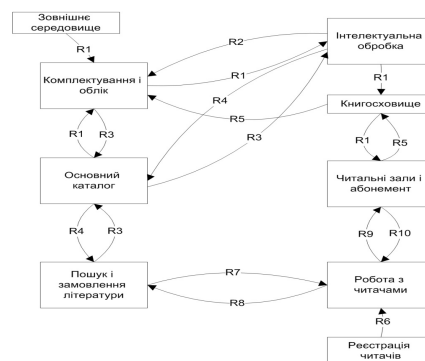 Зовнішнє
середовище
R1
Комплектування і
облік
R2
R1
Інтелектуальна
обробка
R4
R5
R3
R1
Книгосховище
R1
R3
R1
R5
Основний
каталог
Читальні зали і
абонемент
R4
R3
R9
R10
Пошук і
замовлення
літератури
R7
R8
Робота з
читачами
R6
Реєстрація
читачів